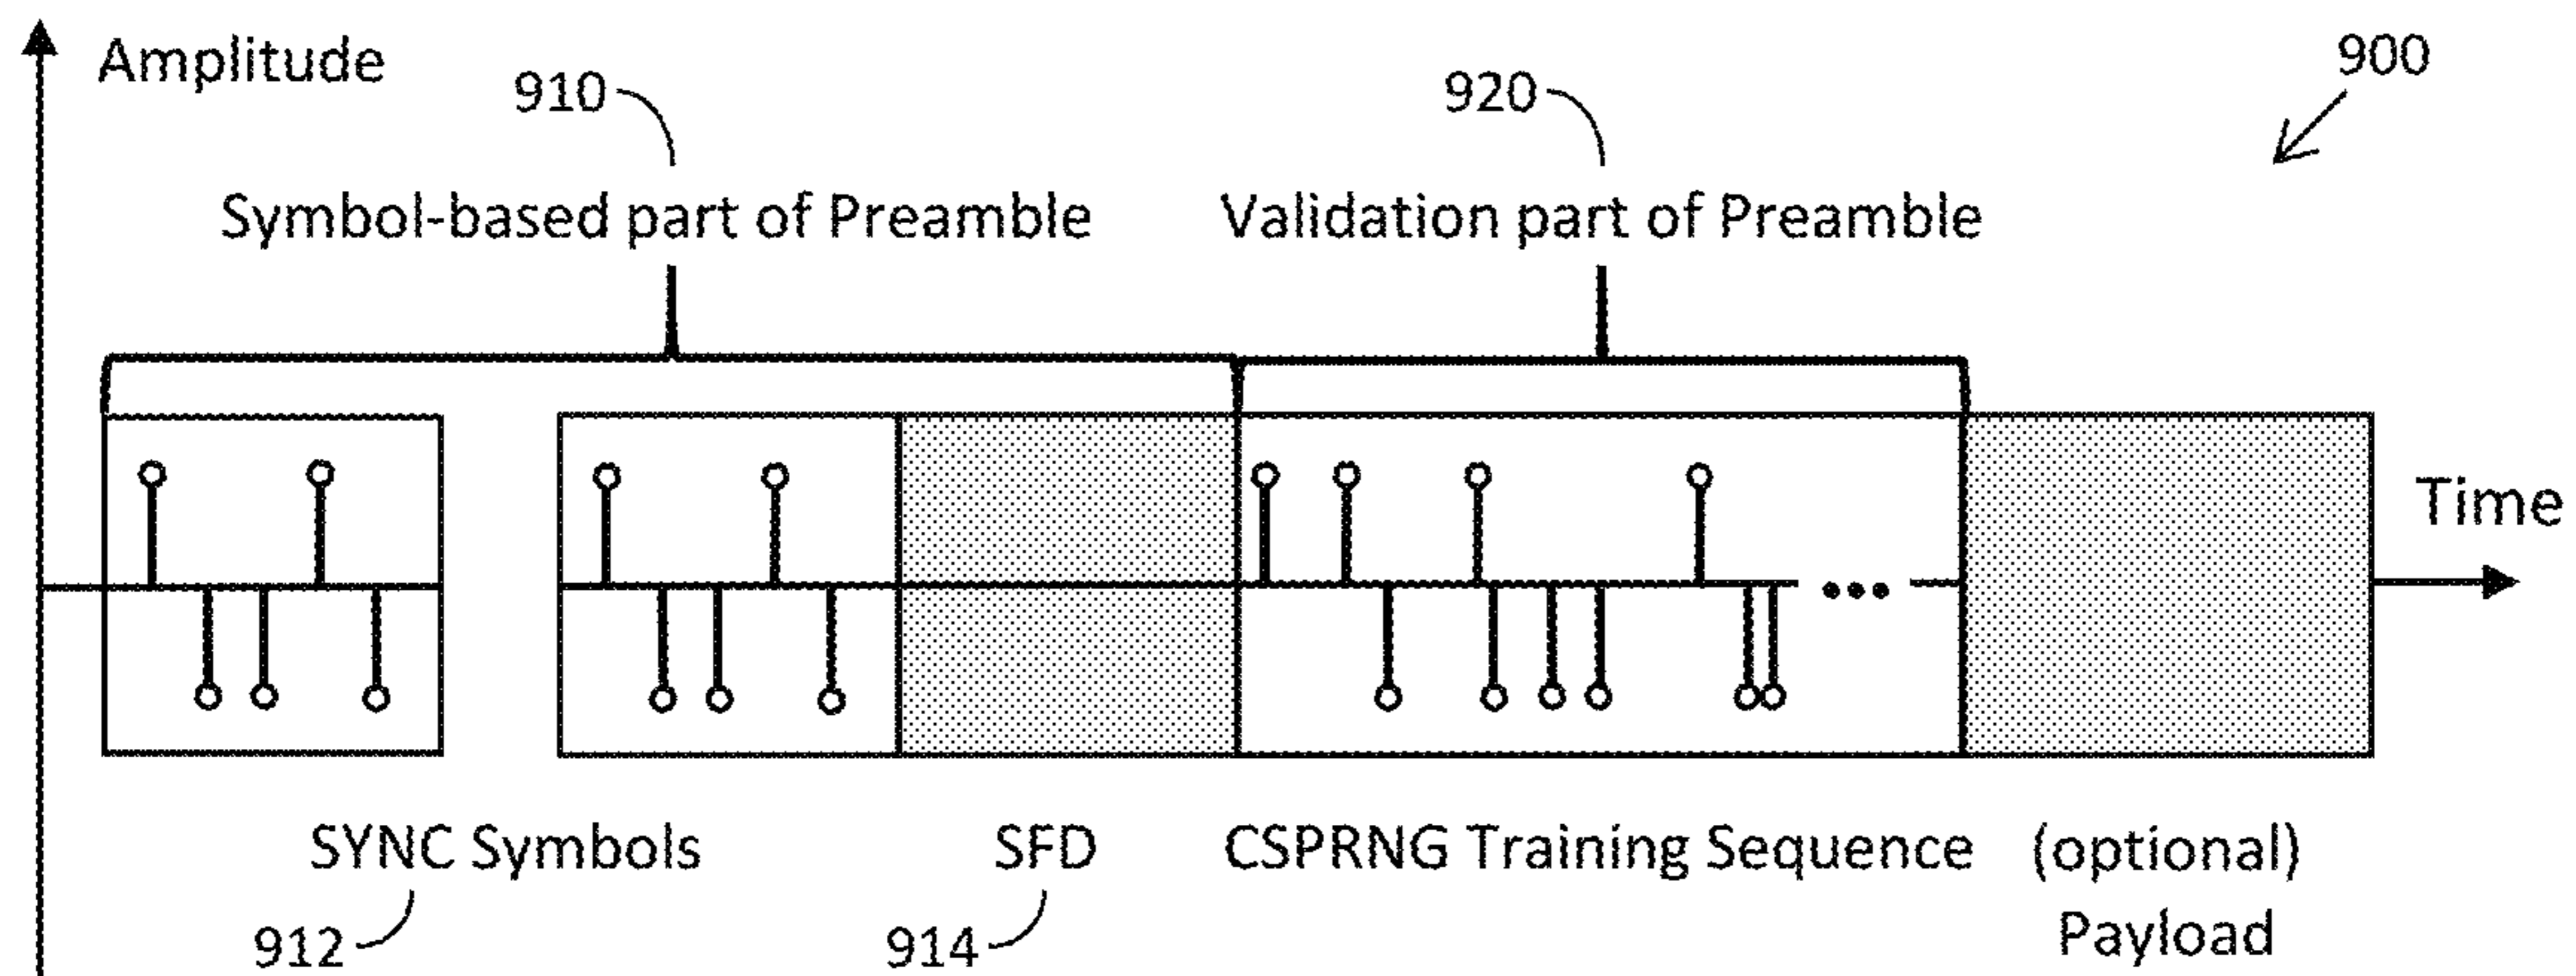 Amplitude
910
920
900
Symbol-based part of Preamble
Validation part of Preamble
Time
SYNC Symbols
SFD
CSPRNG Training Sequence
(optional)
Payload
912
914